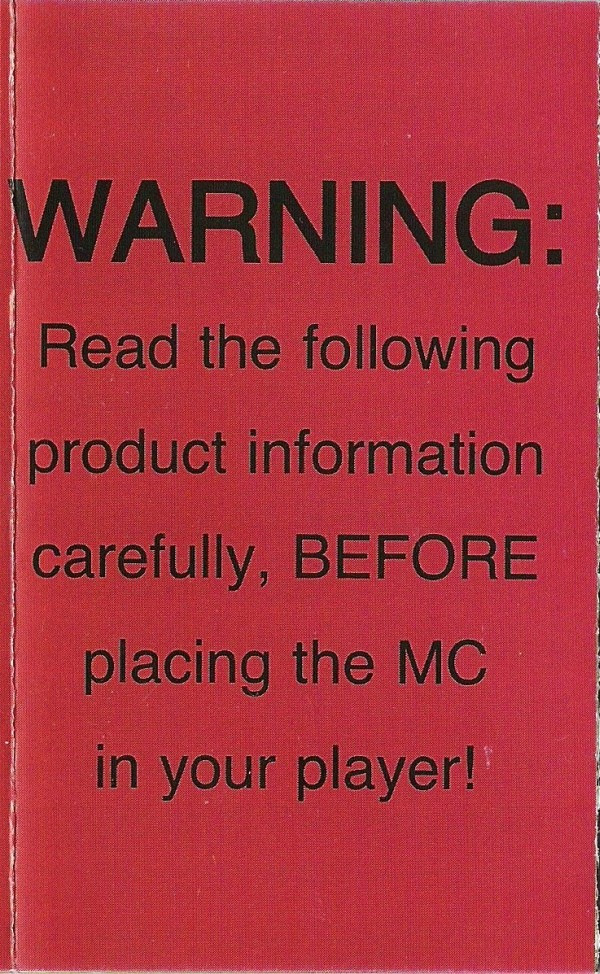 WARNING:
Read the following
product information
carefully, BEFORE
placing the MC
in your player!